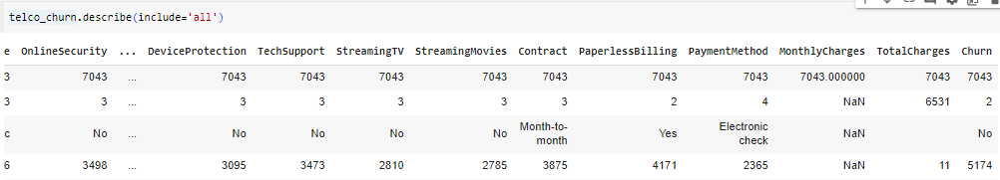 telco_churn.describe(include='all')
e OnlineSecurity ... DeviceProtection TechSupport StreamingTV StreamingMovies Contract PaperlessBilling PaymentMethod MonthlyCharges TotalCharges Churn
3 7043 ... 7043 7043 7043 7043 7043 7043 7043 7043.000000 7043 7043
3 3 ... 3 3 3 3 3 2 4 NaN 6531 2
c No ... No No No No Month-to-month Yes Electronic check NaN No
6 3498 ... 3095 3473 2810 2785 3875 4171 2365 NaN 11 5174